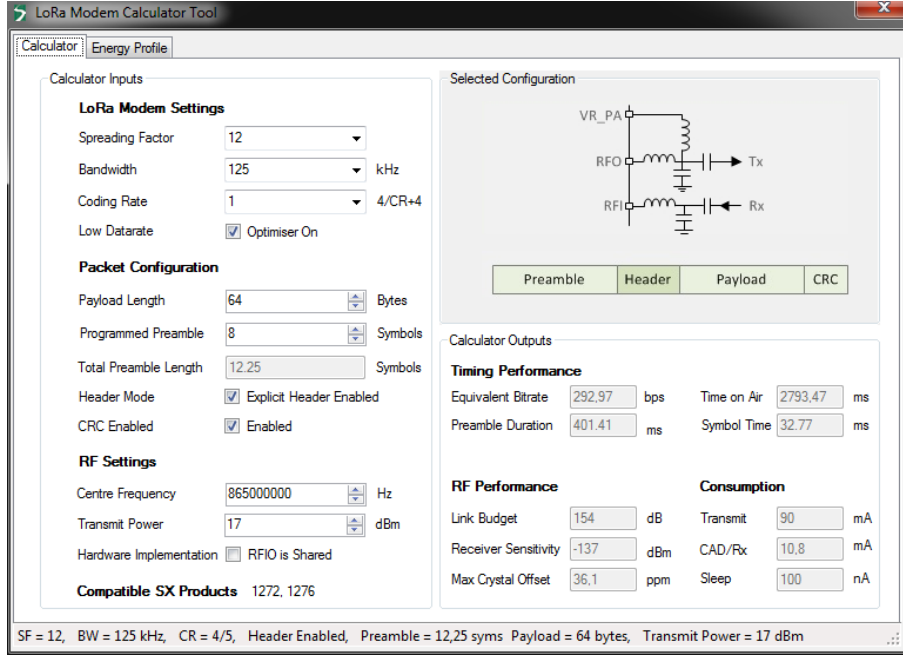 LoRa Modem Calculator Tool
Calculator Energy Profile
Calculator Inputs
LoRa Modem Settings
Spreading Factor 12
Bandwidth 125 kHz
Coding Rate 1 4/CR+4
Low Datarate Optimiser On
Packet Configuration
Payload Length 64 Bytes
Programmed Preamble 8 Symbols
Total Preamble Length 12.25 Symbols
Header Mode Explicit Header Enabled
CRC Enabled Enabled
RF Settings
Centre Frequency 865000000 Hz
Transmit Power 17 dBm
Hardware Implementation RFIO is Shared
Compatible SX Products 1272, 1276
Selected Configuration
VR_PA
RFO Tx
RFI Rx
Preamble Header Payload CRC
Calculator Outputs
Timing Performance
Equivalent Bitrate 292,97 bps Time on Air 2793,47 ms
Preamble Duration 401.41 ms Symbol Time 32.77 ms
RF Performance Consumption
Link Budget 154 dB Transmit 90 mA
Receiver Sensitivity -137 dBm CAD/Rx 10,8 mA
Max Crystal Offset 36,1 ppm Sleep 100 nA
SF = 12, BW = 125 kHz, CR = 4/5, Header Enabled, Preamble = 12,25 syms Payload = 64 bytes, Transmit Power = 17 dBm